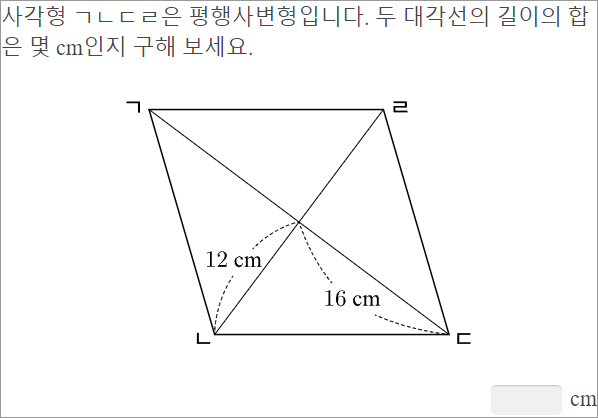 사각형 ㄱㄴㄷㄹ은 평행사변형입니다. 두 대각선의 길이의 합
은 몇 cm인지 구해 보세요.
ㄱ ㄹ
12 cm
16 cm
ㄴ ㄷ
cm